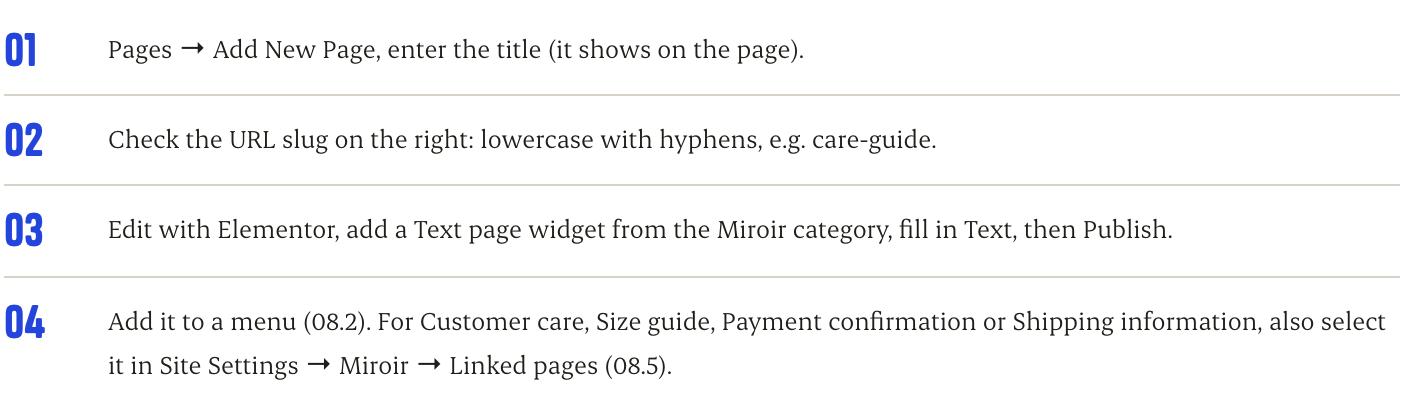 01 Pages → Add New Page, enter the title (it shows on the page).
02 Check the URL slug on the right: lowercase with hyphens, e.g. care-guide.
03 Edit with Elementor, add a Text page widget from the Miroir category, fill in Text, then Publish.
04 Add it to a menu (08.2). For Customer care, Size guide, Payment confirmation or Shipping information, also select
it in Site Settings → Miroir → Linked pages (08.5).